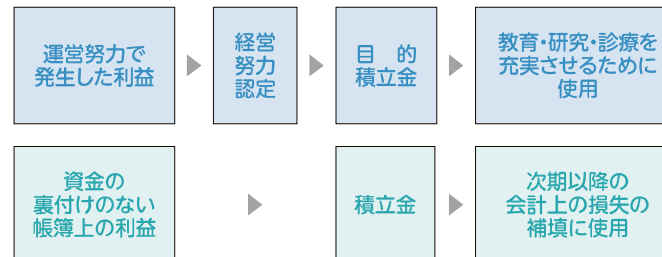 運営努力で
発生した利益
経営
努力
認定
目　的
積立金
教育・研究・診療を
充実させるために
使用
資金の
裏付けのない
帳簿上の利益
積立金
次期以降の
会計上の損失の
補填に使用